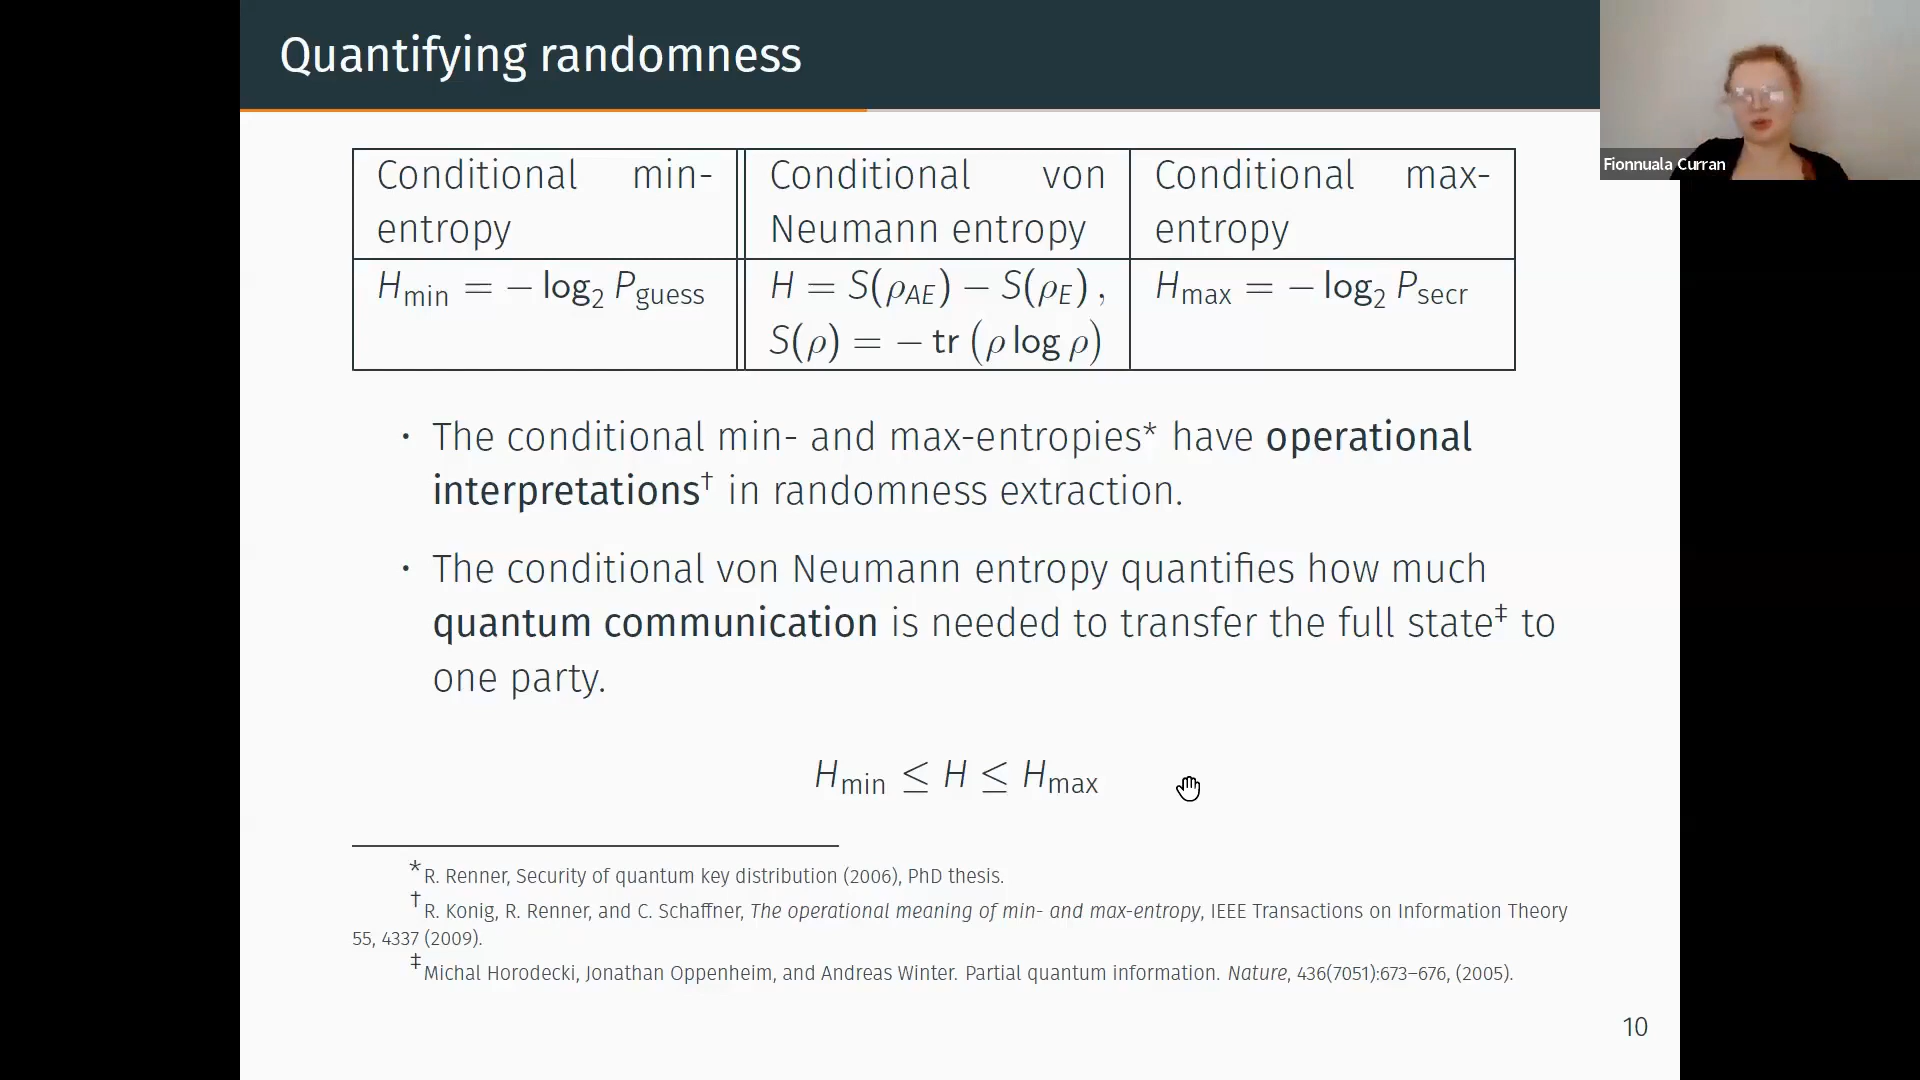 Quantifying randomness
Fionnuala Curran
Conditional min-
entropy
Conditional von
Neumann entropy
Conditional max-
entropy
H_min = − log_2 P_guess
H = S(ρ_AE) − S(ρ_E) ,
S(ρ) = − tr (ρ log ρ)
H_max = − log_2 P_secr
• The conditional min- and max-entropies* have operational
interpretations† in randomness extraction.
• The conditional von Neumann entropy quantifies how much
quantum communication is needed to transfer the full state‡ to
one party.
H_min ≤ H ≤ H_max
*R. Renner, Security of quantum key distribution (2006), PhD thesis.
†R. Konig, R. Renner, and C. Schaffner, The operational meaning of min- and max-entropy, IEEE Transactions on Information Theory
55, 4337 (2009).
‡Michal Horodecki, Jonathan Oppenheim, and Andreas Winter. Partial quantum information. Nature, 436(7051):673–676, (2005).
10